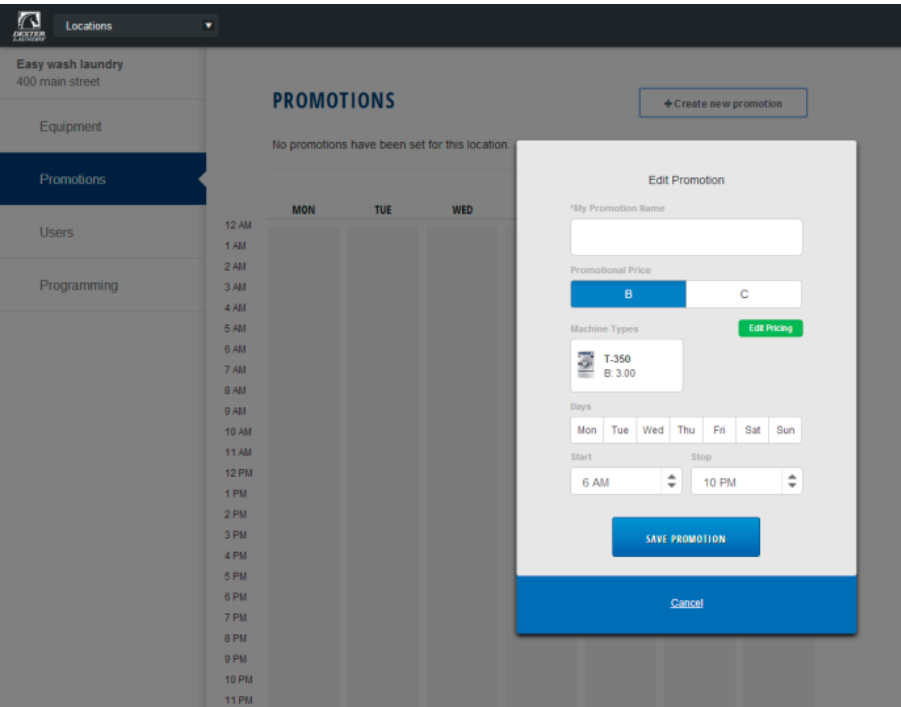 DEXTER
LAUNDRY
Locations
Easy wash laundry
400 main street
Equipment
Promotions
Users
Programming
PROMOTIONS
+Create new promotion
No promotions have been set for this location.
MON TUE WED
12 AM
1 AM
2 AM
3 AM
4 AM
5 AM
6 AM
7 AM
8 AM
9 AM
10 AM
11 AM
12 PM
1 PM
2 PM
3 PM
4 PM
5 PM
6 PM
7 PM
8 PM
9 PM
10 PM
11 PM
Edit Promotion
*My Promotion Name
Promotional Price
B C
Machine Types Edit Pricing
T-350
B: 3.00
Days
Mon Tue Wed Thu Fri Sat Sun
Start Stop
6 AM 10 PM
SAVE PROMOTION
Cancel